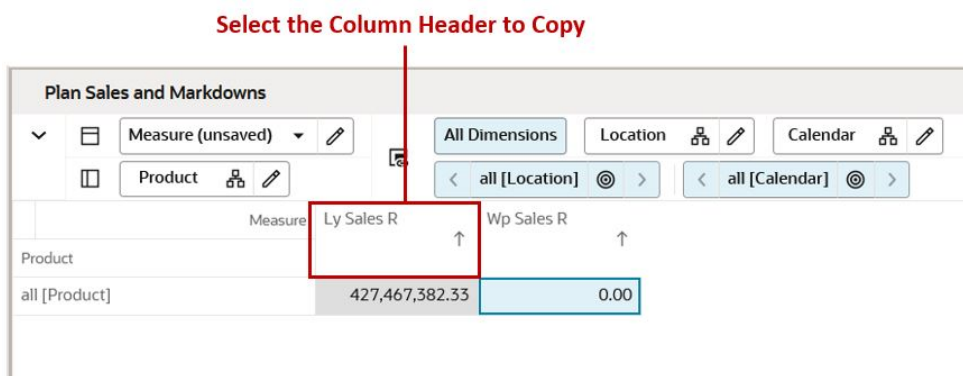 Select the Column Header to Copy
Plan Sales and Markdowns
Measure (unsaved) All Dimensions Location Calendar
Product all [Location] all [Calendar]
Measure Ly Sales R Wp Sales R
Product
all [Product] 427,467,382.33 0.00